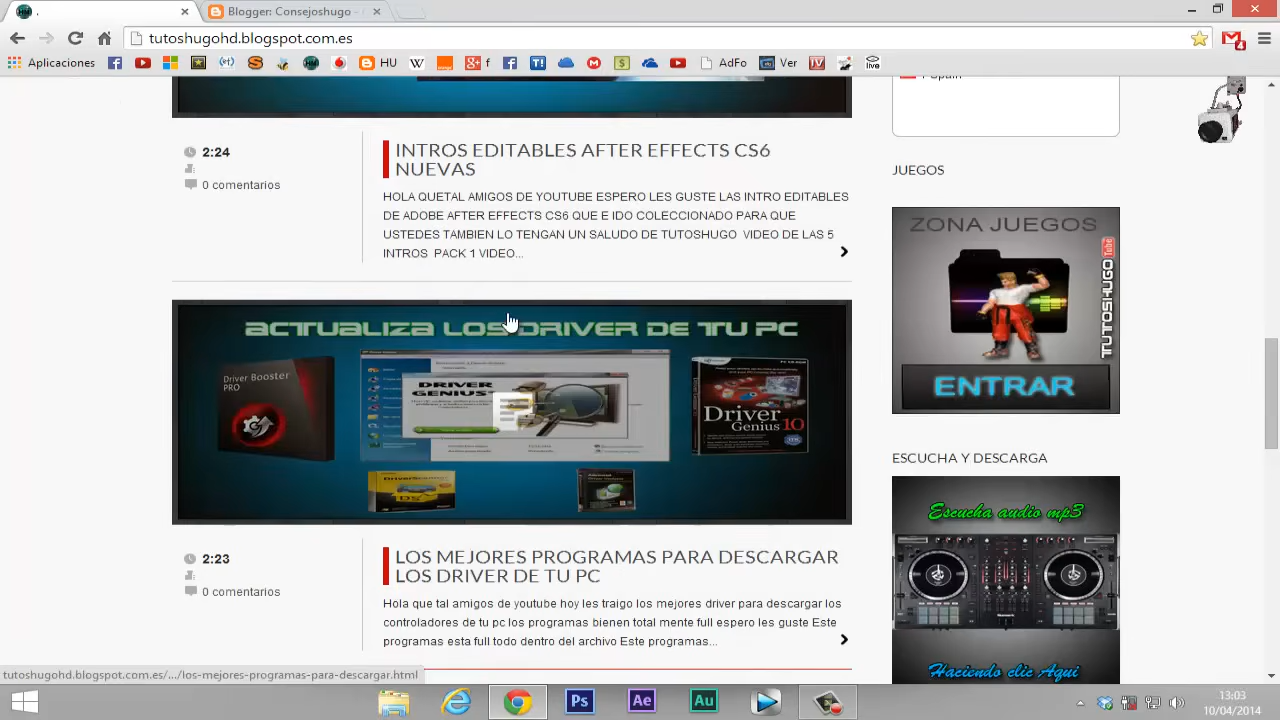 Blogger: Consejoshugo -
tutoshugohd.blogspot.com.es
Aplicaciones
HU
f
AdFo
Ver
1 Spain
2:24
0 comentarios
INTROS EDITABLES AFTER EFFECTS CS6
NUEVAS
HOLA QUETAL AMIGOS DE YOUTUBE ESPERO LES GUSTE LAS INTRO EDITABLES
DE ADOBE AFTER EFFECTS CS6 QUE E IDO COLECCIONADO PARA QUE
USTEDES TAMBIEN LO TENGAN UN SALUDO DE TUTOSHUGO VIDEO DE LAS 5
INTROS PACK 1 VIDEO...
ACTUALIZA LOS DRIVER DE TU PC
Driver Booster
PRO
DRIVER
GENIUS
Driver
Genius 10
2:23
0 comentarios
LOS MEJORES PROGRAMAS PARA DESCARGAR
LOS DRIVER DE TU PC
Hola que tal amigos de youtube hoy les traigo los mejores driver para descargar los
controladores de tu pc los programas bienen total mente full espero les guste Este
programas esta full todo dentro del archivo Este programas...
JUEGOS
ZONA JUEGOS
TUTOSHUGO Tube
ENTRAR
ESCUCHA Y DESCARGA
Escucha audio mp3
Haciendo clic Aqui
tutoshugohd.blogspot.com.es/.../los-mejores-programas-para-descargar.html
Ps
Ae
Au
13:03
10/04/2014